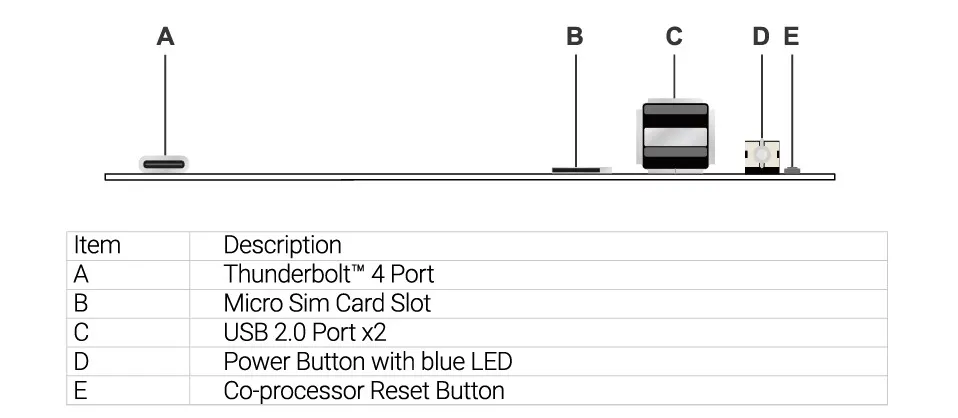 A B C D E
Item Description
A Thunderbolt™ 4 Port
B Micro Sim Card Slot
C USB 2.0 Port x2
D Power Button with blue LED
E Co-processor Reset Button